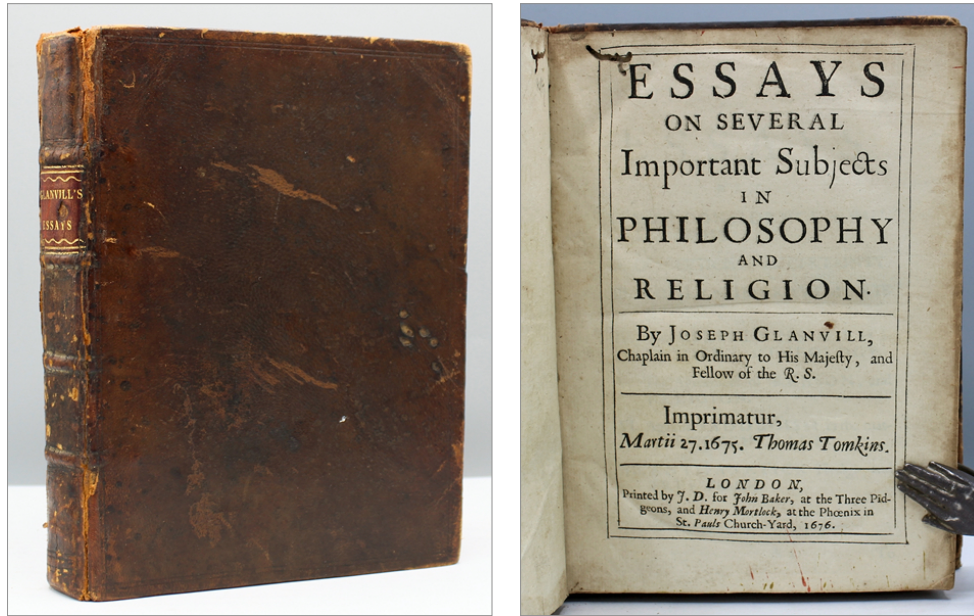 GLANVILL'S
ESSAYS
ESSAYS
ON SEVERAL
Important Subjects
IN
PHILOSOPHY
AND
RELIGION.
By JOSEPH GLANVILL,
Chaplain in Ordinary to His Majeſty, and
Fellow of the R. S.
Imprimatur,
Martii 27. 1675. Thomas Tomkins.
LONDON,
Printed by J. D. for John Baker, at the Three Pid-
geons, and Henry Mortlock, at the Phœnix in
St. Pauls Church-Yard, 1676.